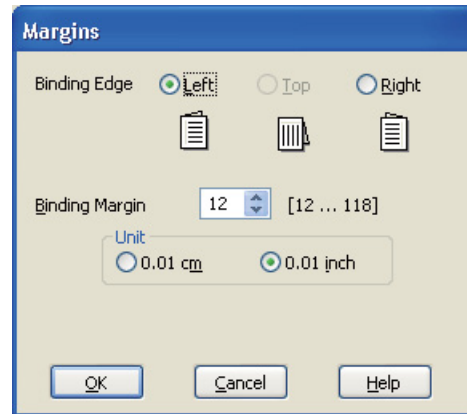 Margins
Binding Edge Left Top Right
Binding Margin 12 [12 ... 118]
Unit
0.01 cm 0.01 inch
OK Cancel Help